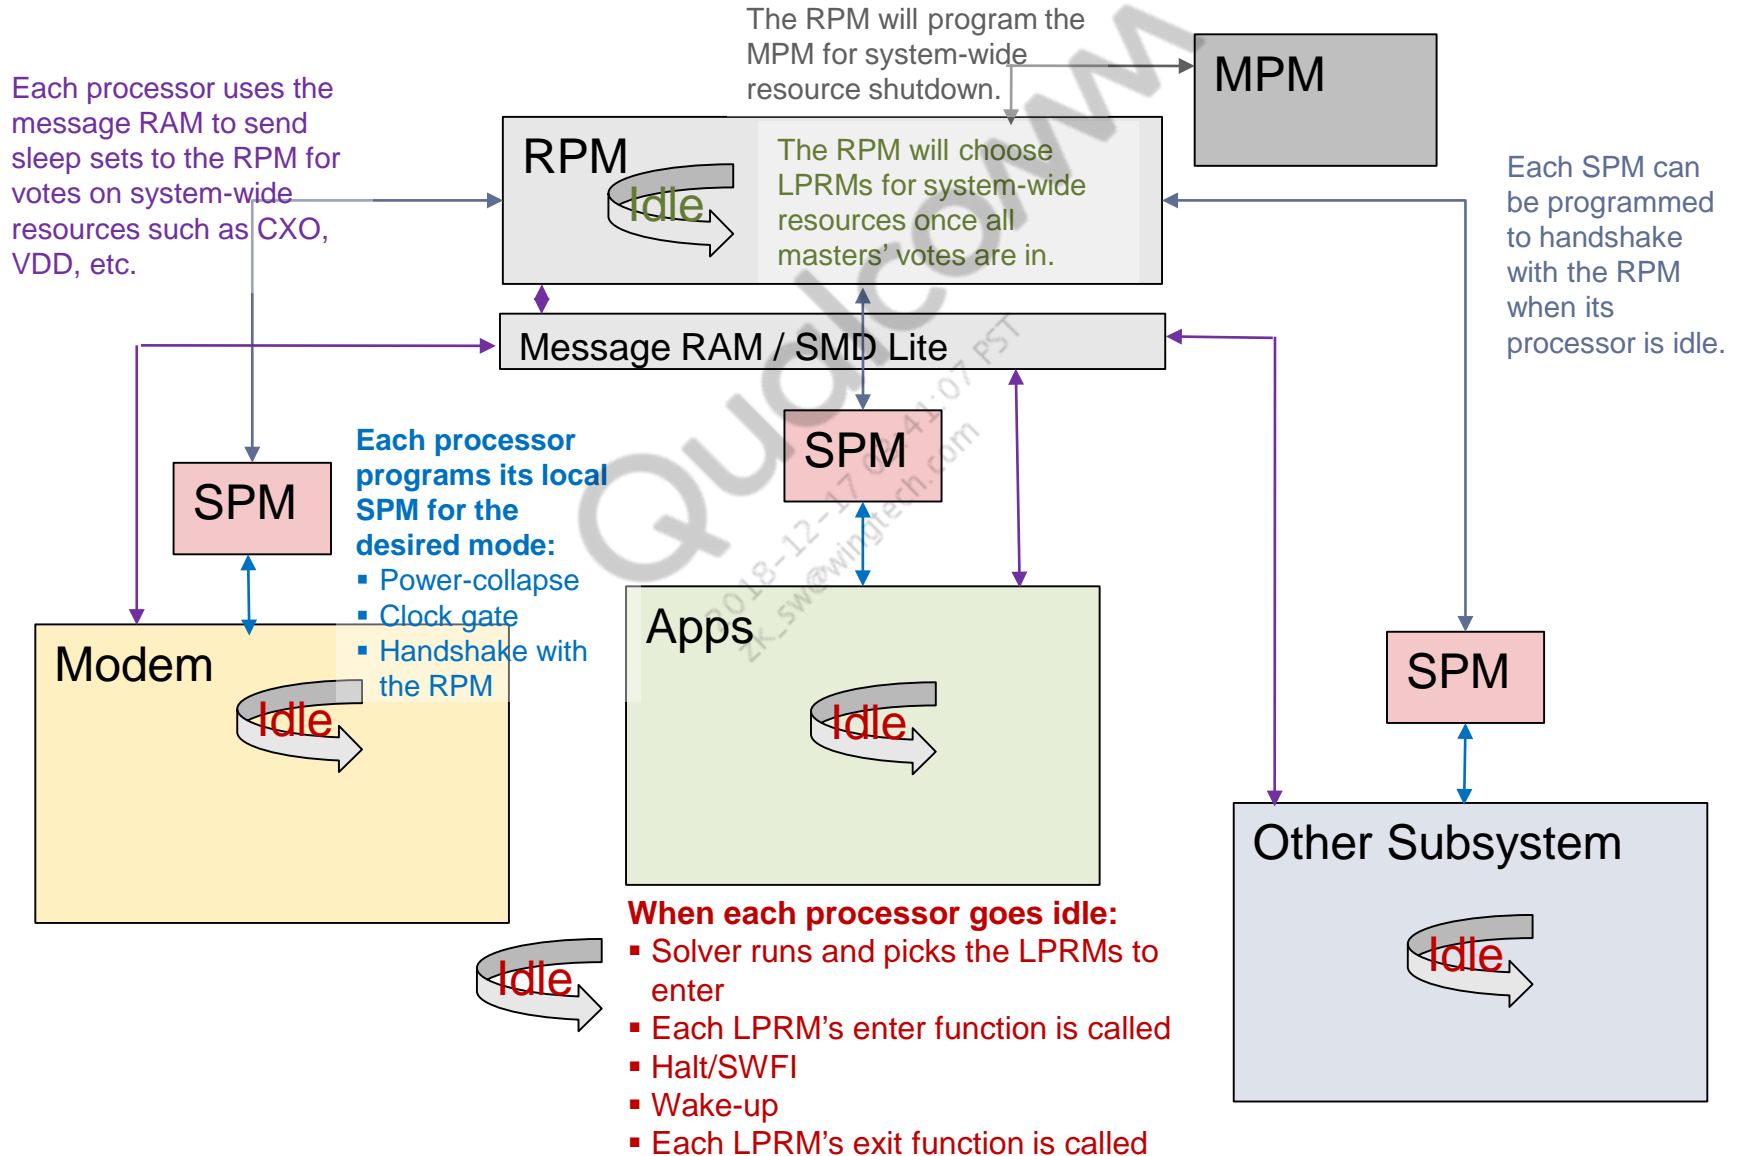 The RPM will program the
MPM for system-wide
resource shutdown.
MPM
Each processor uses the
message RAM to send
sleep sets to the RPM for
votes on system-wide
resources such as CXO,
VDD, etc.
RPM
Idle
The RPM will choose
LPRMs for system-wide
resources once all
masters’ votes are in.
Each SPM can
be programmed
to handshake
with the RPM
when its
processor is idle.
Message RAM / SMD Lite
SPM
Each processor
programs its local
SPM for the
desired mode:
▪ Power-collapse
▪ Clock gate
▪ Handshake with
the RPM
SPM
SPM
Modem
Idle
Apps
Idle
Other Subsystem
Idle
Idle
When each processor goes idle:
▪ Solver runs and picks the LPRMs to
enter
▪ Each LPRM’s enter function is called
▪ Halt/SWFI
▪ Wake-up
▪ Each LPRM’s exit function is called
Qualcomm
zk_sw@wingtech.com